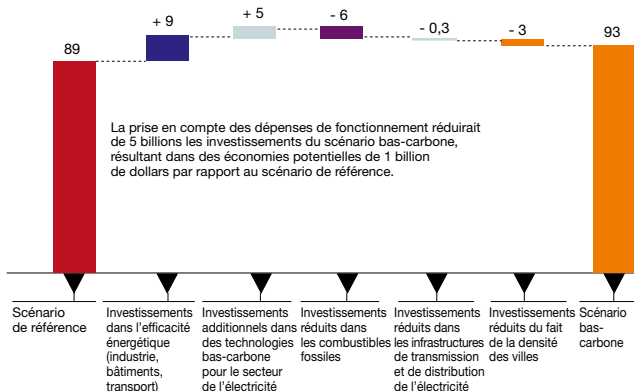 89
+ 9
+ 5
- 6
- 0,3
- 3
93
La prise en compte des dépenses de fonctionnement réduirait
de 5 billions les investissements du scénario bas-carbone,
résultant dans des économies potentielles de 1 billion
de dollars par rapport au scénario de référence.
Scénario
de référence
Investissements
dans l'efficacité
énergétique
(industrie,
bâtiments,
transport)
Investissements
additionnels dans
des technologies
bas-carbone
pour le secteur
de l'électricité
Investissements
réduits dans
les combustibles
fossiles
Investissements
réduits dans
les infrastructures
de transmission
et de distribution
de l'électricité
Investissements
réduits du fait
de la densité
des villes
Scénario
bas-
carbone